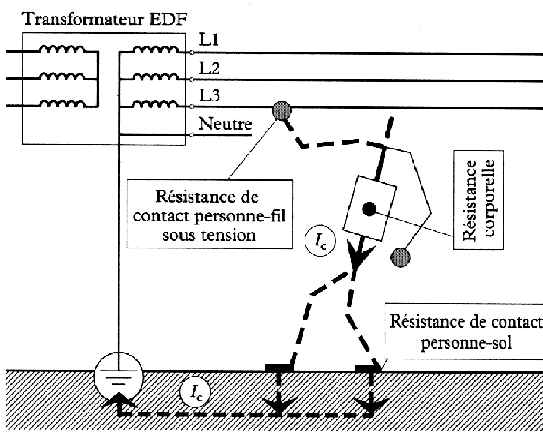 Transformateur EDF
L1
L2
L3
Neutre
Résistance de
contact personne-fil
sous tension
Ic
Résistance
corporelle
Résistance de contact
personne-sol
Ic